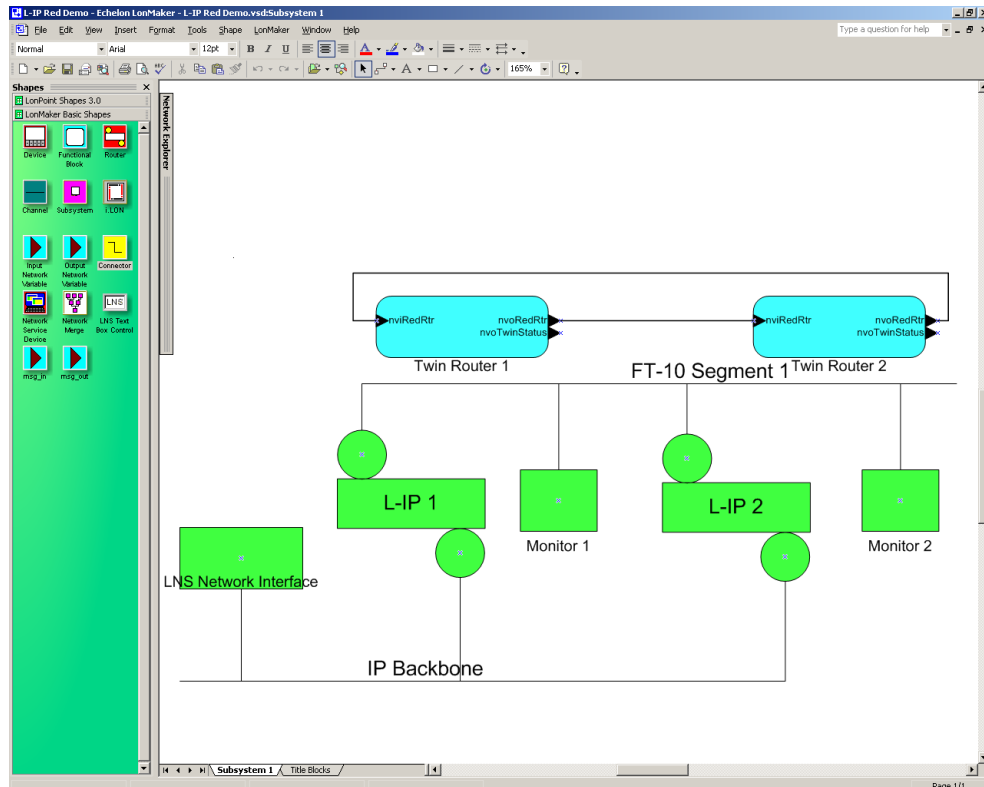 L-IP Red Demo - Echelon LonMaker - L-IP Red Demo.vsd:Subsystem 1
File Edit View Insert Format Tools Shape LonMaker Window Help
Type a question for help
Normal Arial 12pt B I U
165%
Shapes
LonPoint Shapes 3.0
LonMaker Basic Shapes
Device Functional Block Router
Channel Subsystem i.LON
Input Network Variable Output Network Variable Connector
Network Service Device Network Merge LNS LNS Text Box Control
msg_in msg_out
Network Explorer
nviRedRtr nvoRedRtr nviRedRtr nvoRedRtr
nvoTwinStatus nvoTwinStatus
Twin Router 1 Twin Router 2
FT-10 Segment 1
L-IP 1 L-IP 2
Monitor 1 Monitor 2
LNS Network Interface
IP Backbone
Subsystem 1 Title Blocks
Page 1/1